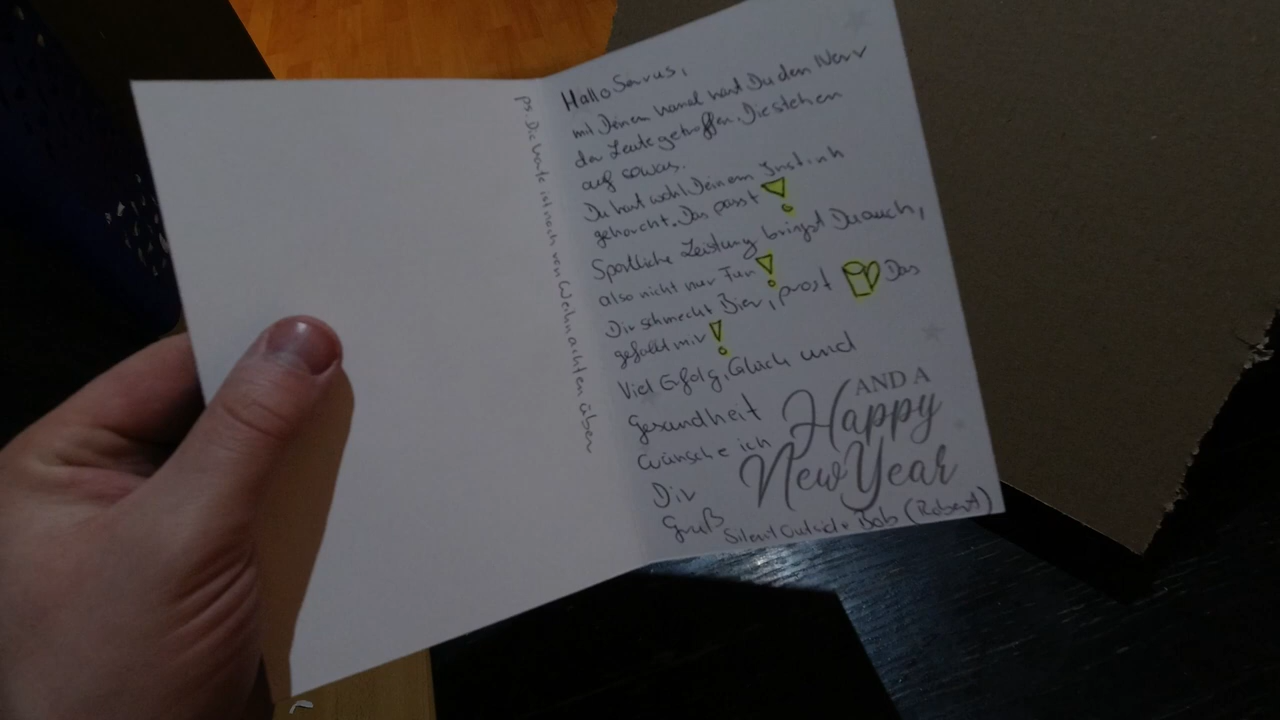 Hallo Sarus,
mit Deinem Kanal hast Du den Nerv
der Leute getroffen. Die stehen
auf sowas.
Du hast wohl Deinem Instinkt
gehorcht. Das passt!
Sportliche Leistung bringst Du auch,
also nicht nur Fun!
Dir schmeckt Bier, prost Das
gefällt mir!
Viel Erfolg, Glück und
Gesundheit
wünsche ich
Dir
Gruß
Silent Outside Bob (Robert)
AND A
Happy
New Year
ps. Die Karte ist noch von Weihnachten über